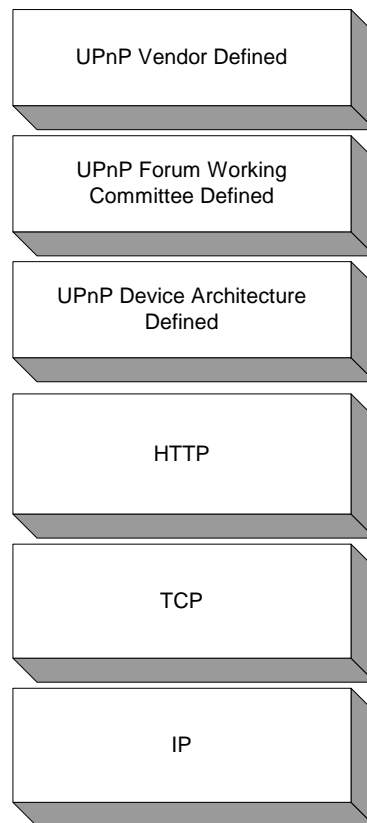 UPnP Vendor Defined
UPnP Forum Working
Committee Defined
UPnP Device Architecture
Defined
HTTP
TCP
IP